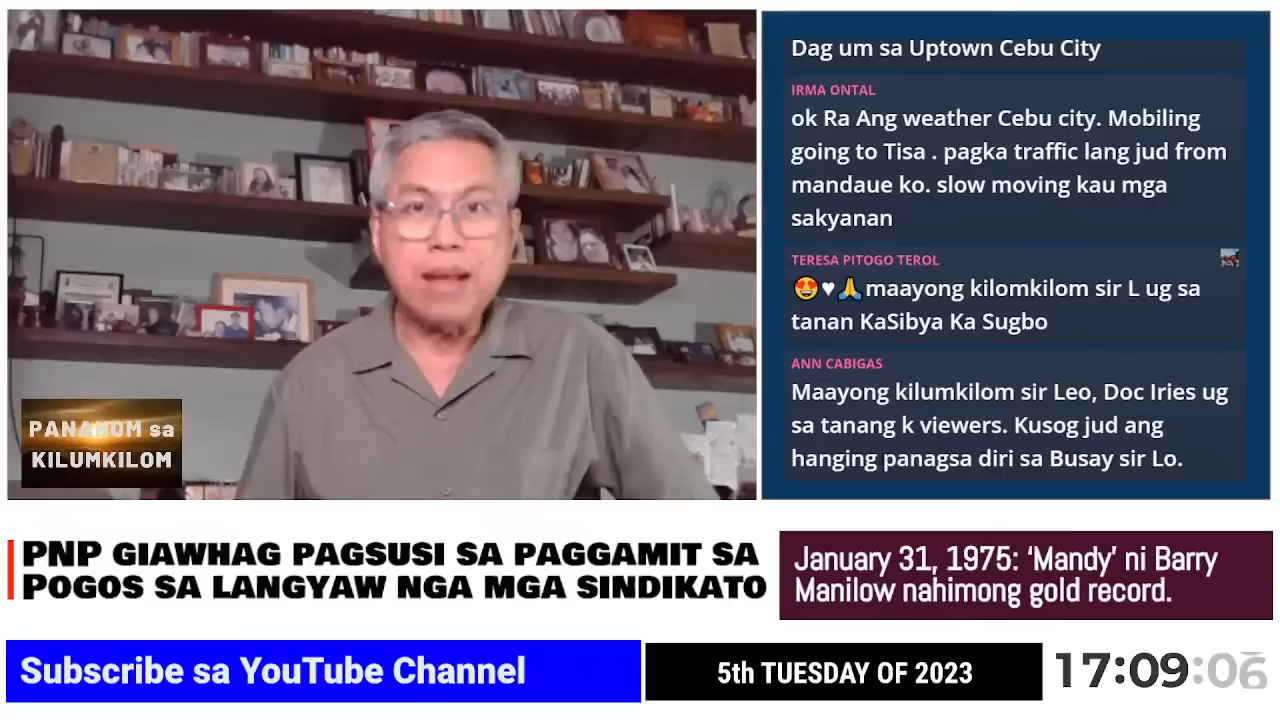 PANAHOM sa
KILUMKILOM
Dag um sa Uptown Cebu City
IRMA ONTAL
ok Ra Ang weather Cebu city. Mobiling
going to Tisa . pagka traffic lang jud from
mandaue ko. slow moving kau mga
sakyanan
TERESA PITOGO TEROL
😍♥🙏maayong kilomkilom sir L ug sa
tanan KaSibya Ka Sugbo
ANN CABIGAS
Maayong kilumkilom sir Leo, Doc Iries ug
sa tanang k viewers. Kusog jud ang
hanging panagsa diri sa Busay sir Lo.
PNP GIAWHAG PAGSUSI SA PAGGAMIT SA
POGOS SA LANGYAW NGA MGA SINDIKATO
January 31, 1975: ‘Mandy’ ni Barry
Manilow nahimong gold record.
Subscribe sa YouTube Channel
5th TUESDAY OF 2023
17:09:06